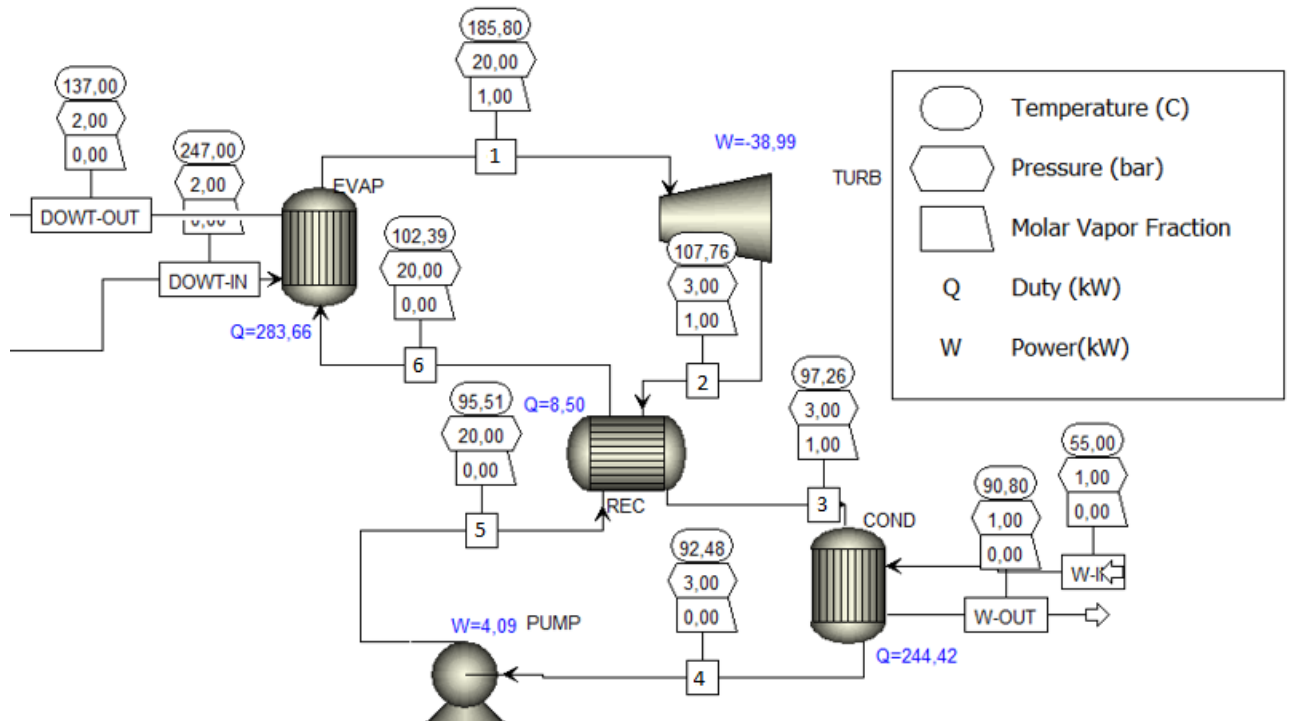 185,80
20,00
1,00
1
137,00
2,00
0,00
DOWT-OUT
247,00
2,00
0,00
DOWT-IN
EVAP
Q=283,66
102,39
20,00
0,00
6
W=-38,99
TURB
107,76
3,00
1,00
2
Temperature (C)
Pressure (bar)
Molar Vapor Fraction
Q Duty (kW)
W Power(kW)
95,51
20,00
0,00
5
Q=8,50
REC
97,26
3,00
1,00
3
COND
90,80
1,00
0,00
W-OUT
55,00
1,00
0,00
W-IN
92,48
3,00
0,00
4
W=4,09 PUMP
Q=244,42